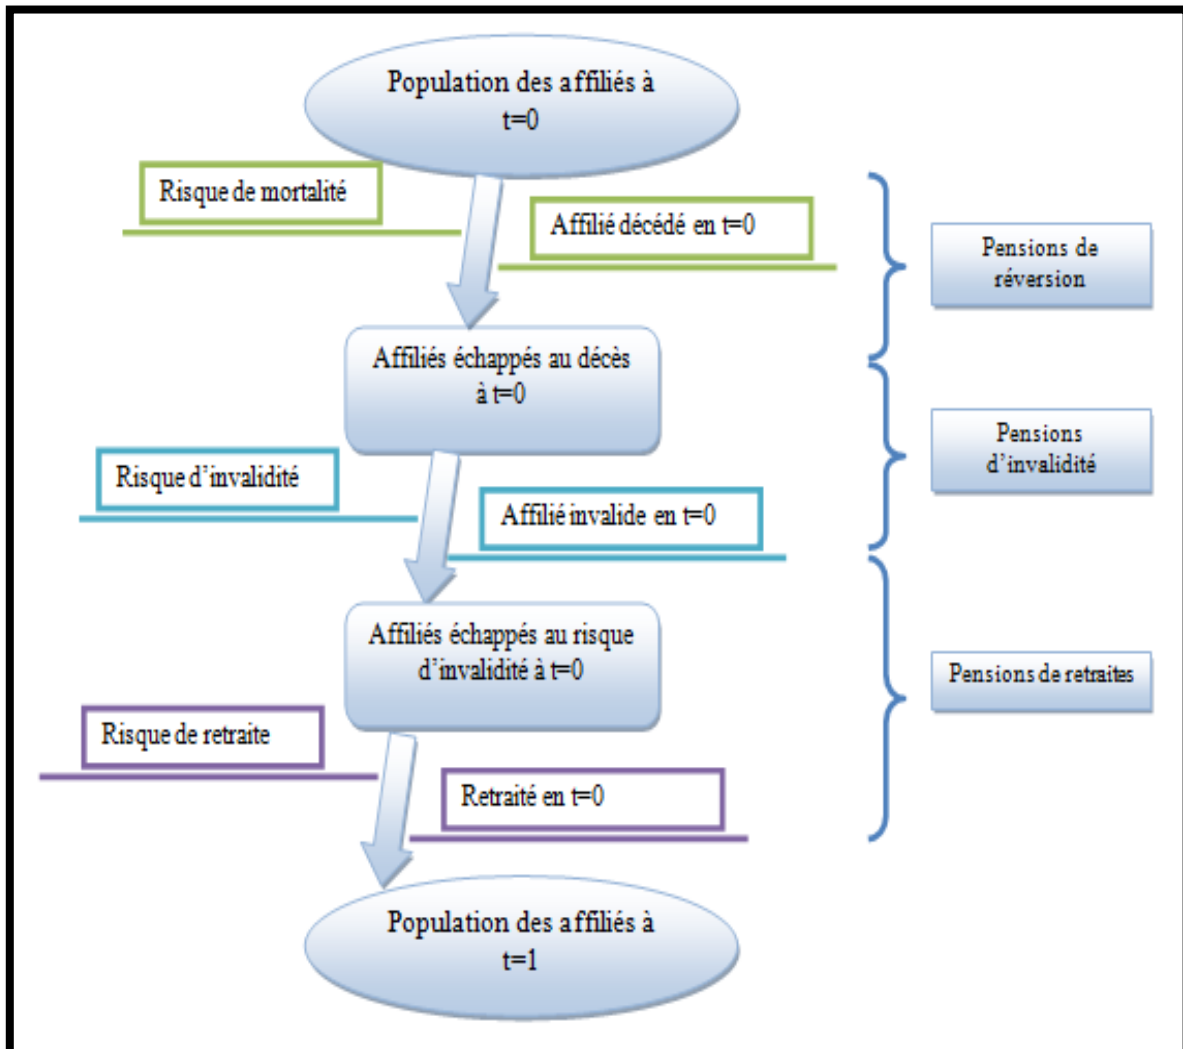 Population des affiliés à
t=0
Risque de mortalité
Affilié décédé en t=0
Pensions de
réversion
Affiliés échappés au décès
à t=0
Pensions
d’invalidité
Risque d’invalidité
Affilié invalide en t=0
Affiliés échappés au risque
d’invalidité à t=0
Pensions de retraites
Risque de retraite
Retraité en t=0
Population des affiliés à
t=1